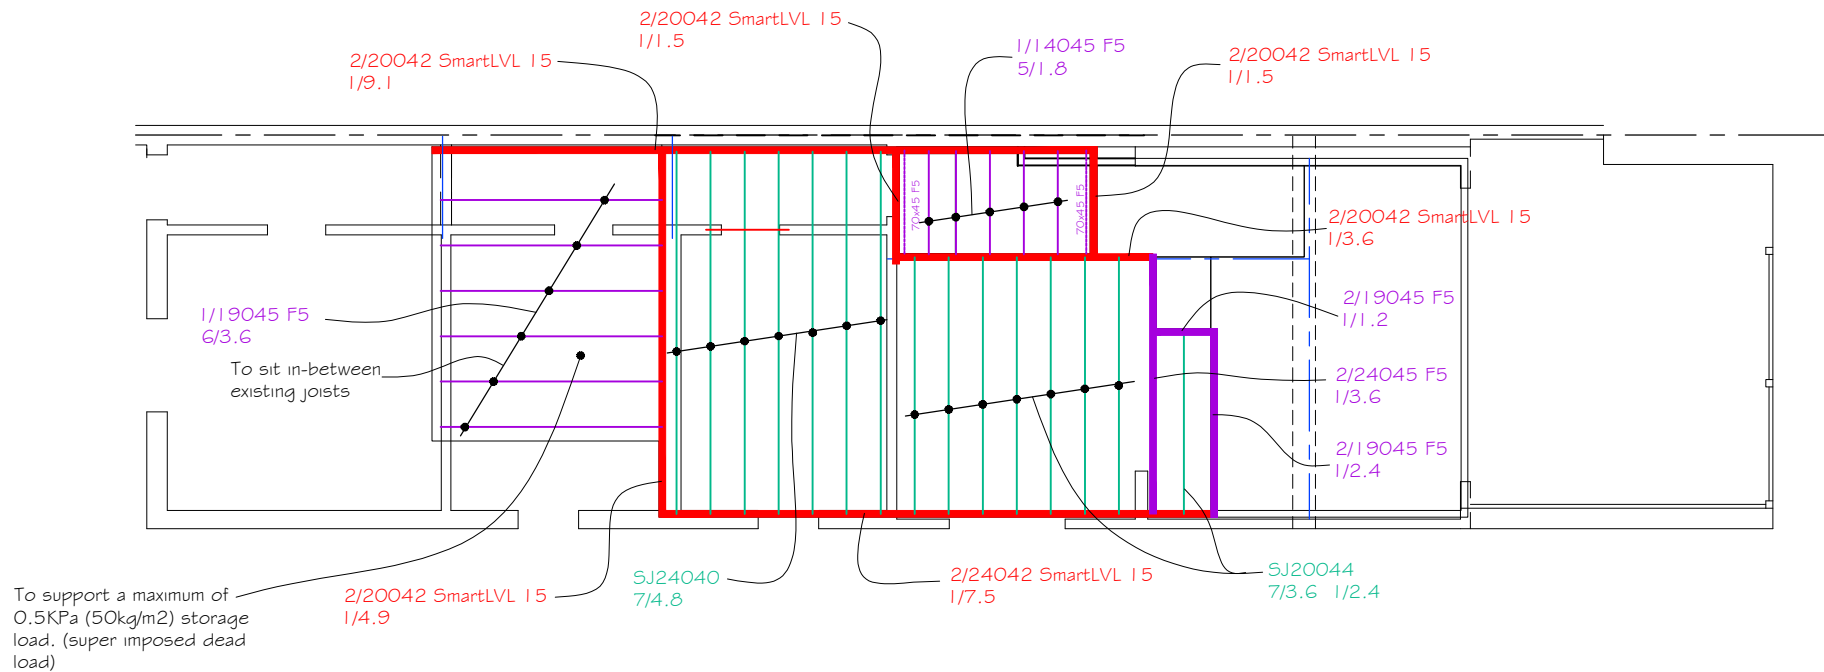 2/20042 SmartLVL 15
1/1.5
1/14045 F5
5/1.8
2/20042 SmartLVL 15
1/1.5
2/20042 SmartLVL 15
1/9.1
70x45 F5
70x45 F5
2/20042 SmartLVL 15
1/3.6
1/19045 F5
6/3.6
2/19045 F5
1/1.2
To sit in-between
existing joists
2/24045 F5
1/3.6
2/19045 F5
1/2.4
To support a maximum of
0.5KPa (50kg/m2) storage
load. (super imposed dead
load)
2/20042 SmartLVL 15
1/4.9
SJ24040
7/4.8
2/24042 SmartLVL 15
1/7.5
SJ20044
7/3.6 1/2.4